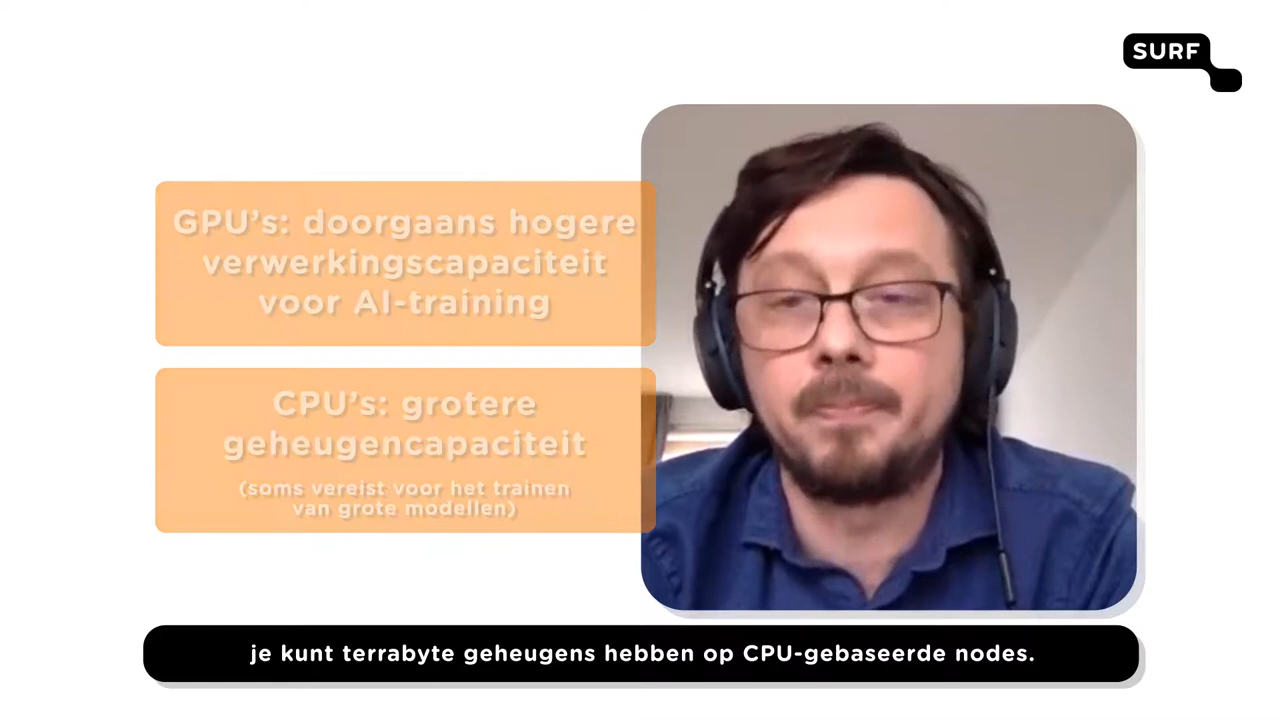 SURF
GPU's: doorgaans hogere
verwerkingscapaciteit
voor AI-training
CPU's: grotere
geheugencapaciteit
(soms vereist voor het trainen
van grote modellen)
je kunt terrabyte geheugens hebben op CPU-gebaseerde nodes.